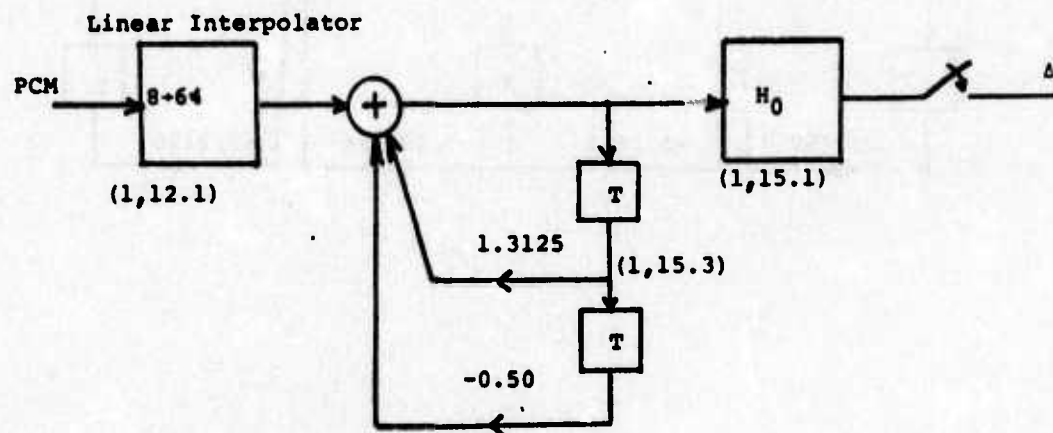 Linear Interpolator
PCM
8→64
+
H0
Δ
(1,12.1)
(1,15.1)
T
1.3125
(1,15.3)
T
-0.50